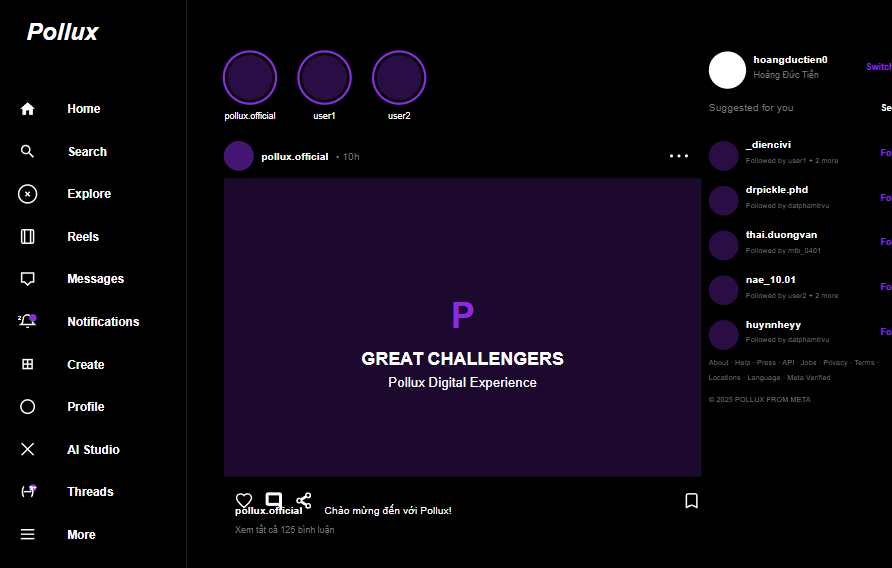 Pollux
Home
Search
Explore
Reels
Messages
Notifications
Create
Profile
AI Studio
Threads
More
pollux.official
user1
user2
pollux.official • 10h
P
GREAT CHALLENGERS
Pollux Digital Experience
pollux.official Chào mừng đến với Pollux!
Xem tất cả 125 bình luận
hoangductien0
Hoàng Đức Tiến
Switch
Suggested for you
Se
_diencivi
Followed by user1 + 2 more
Fo
drpickle.phd
Followed by datphamtrvu
Fo
thai.duongvan
Followed by mtb_0401
Fo
nae_10.01
Followed by user2 + 2 more
Fo
huynnheyy
Followed by datphamtrvu
Fo
About · Help · Press · API · Jobs · Privacy · Terms ·
Locations · Language · Meta Verified
© 2025 POLLUX FROM META